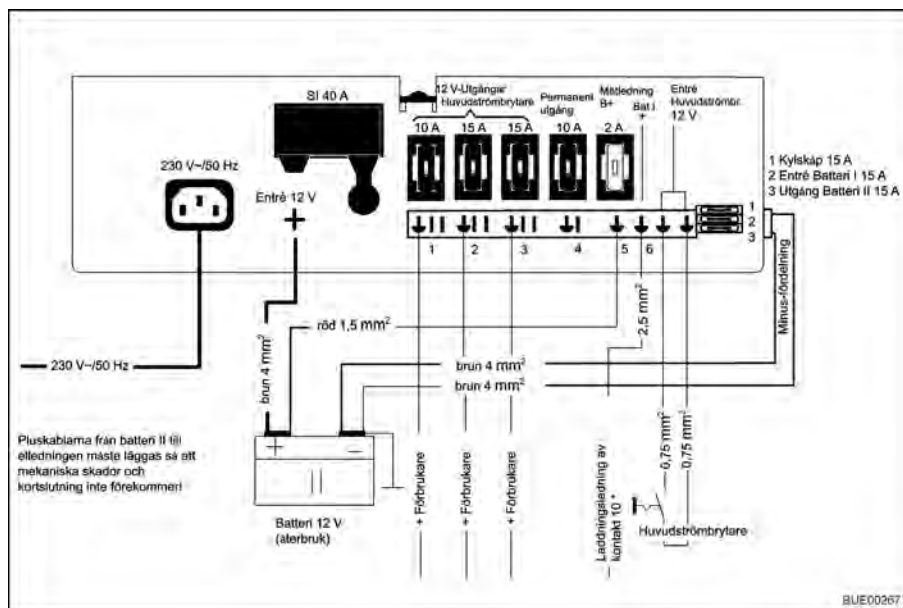 SI 40 A
12 V-Utgångar
Huvudströmbrytare
Permanent
utgång
Mätledning
B+
Bat I
+
Entré
Huvudströmbr.
12 V
10 A
15 A
15 A
10 A
2 A
230 V~/50 Hz
Entré 12 V
+
1 Kylskåp 15 A
2 Entré Batteri I 15 A
3 Utgång Batteri II 15 A
1
2
3
1
2
3
4
5
6
Minus-fördelning
2,5 mm²
röd 1,5 mm²
brun 4 mm²
brun 4 mm²
brun 4 mm²
230 V~/50 Hz
Pluskablarna från batteri II till
elledningen måste läggas så att
mekaniska skador och
kortslutning inte förekommer!
+
–
||
Batteri 12 V
(återbruk)
+ Förbrukare
+ Förbrukare
+ Förbrukare
Laddningsledning av
kontakt 10 *
0,75 mm²
0,75 mm²
Huvudströmbrytare
BUE00267